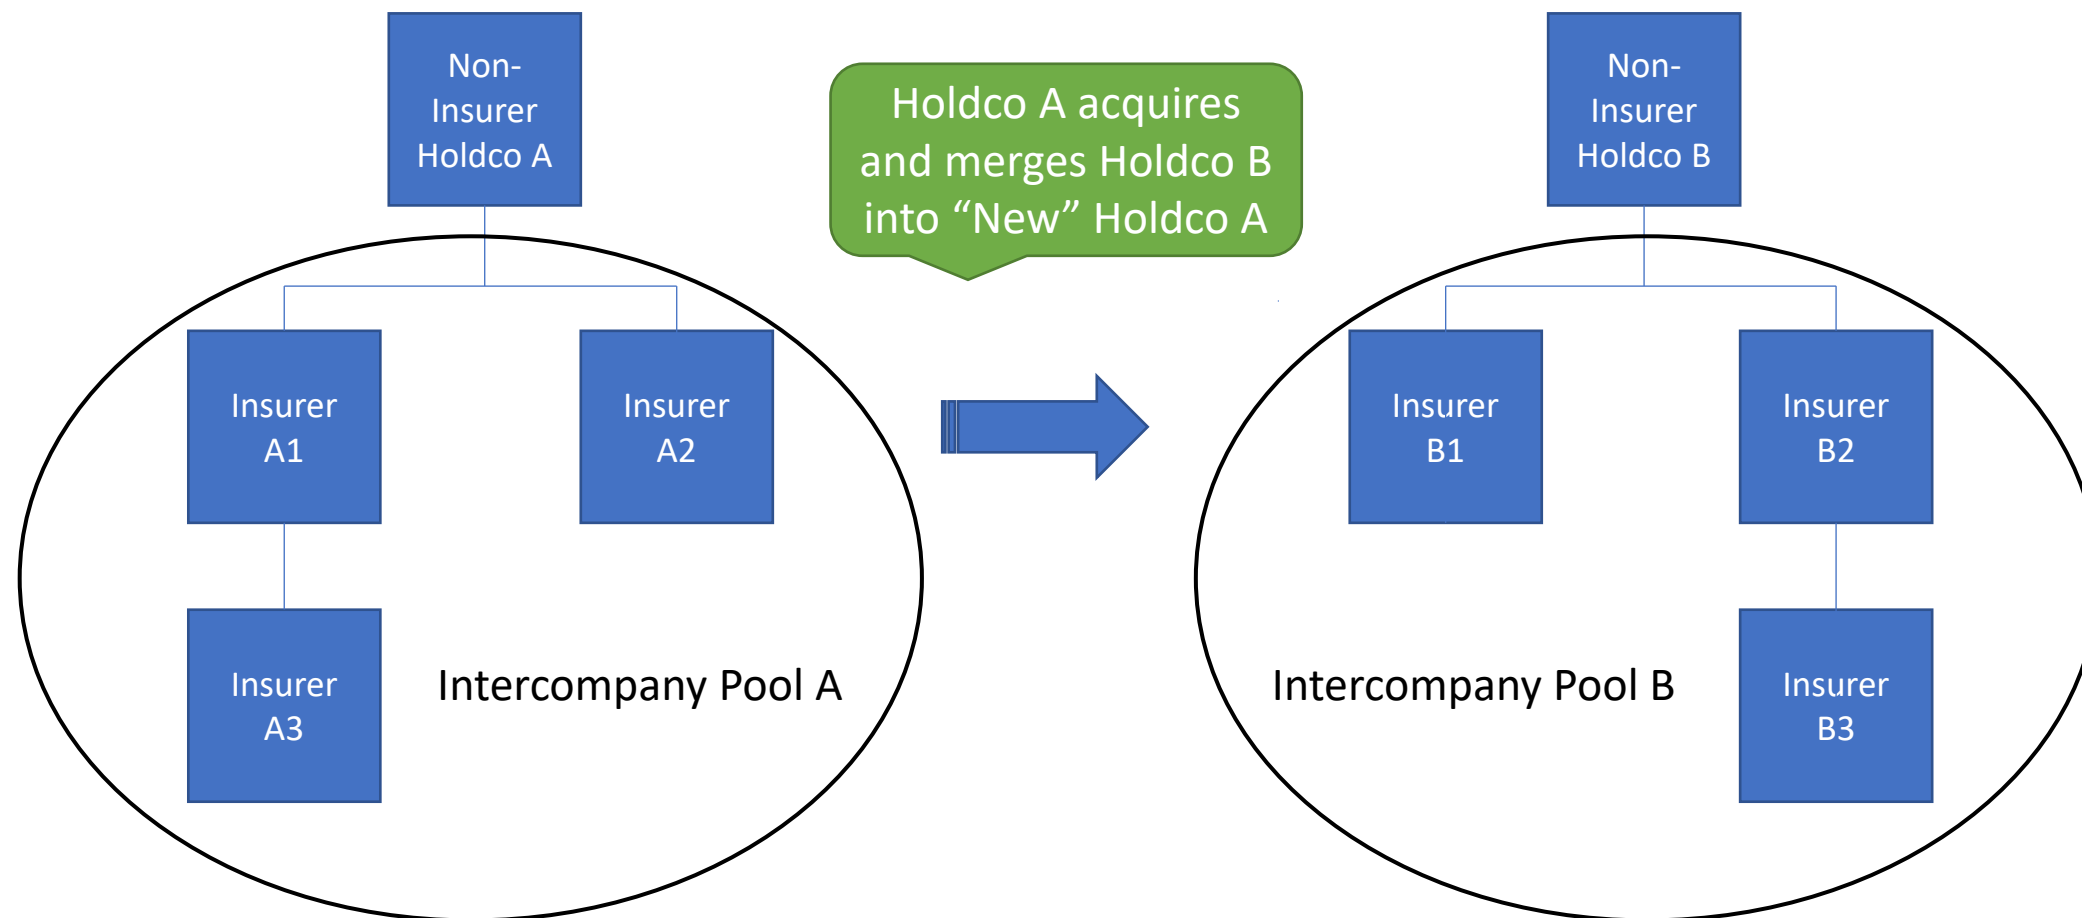 Non-
Insurer
Holdco A
Holdco A acquires
and merges Holdco B
into “New” Holdco A
Non-
Insurer
Holdco B
Insurer
A1
Insurer
A2
Insurer
B1
Insurer
B2
Insurer
A3
Intercompany Pool A
Intercompany Pool B
Insurer
B3